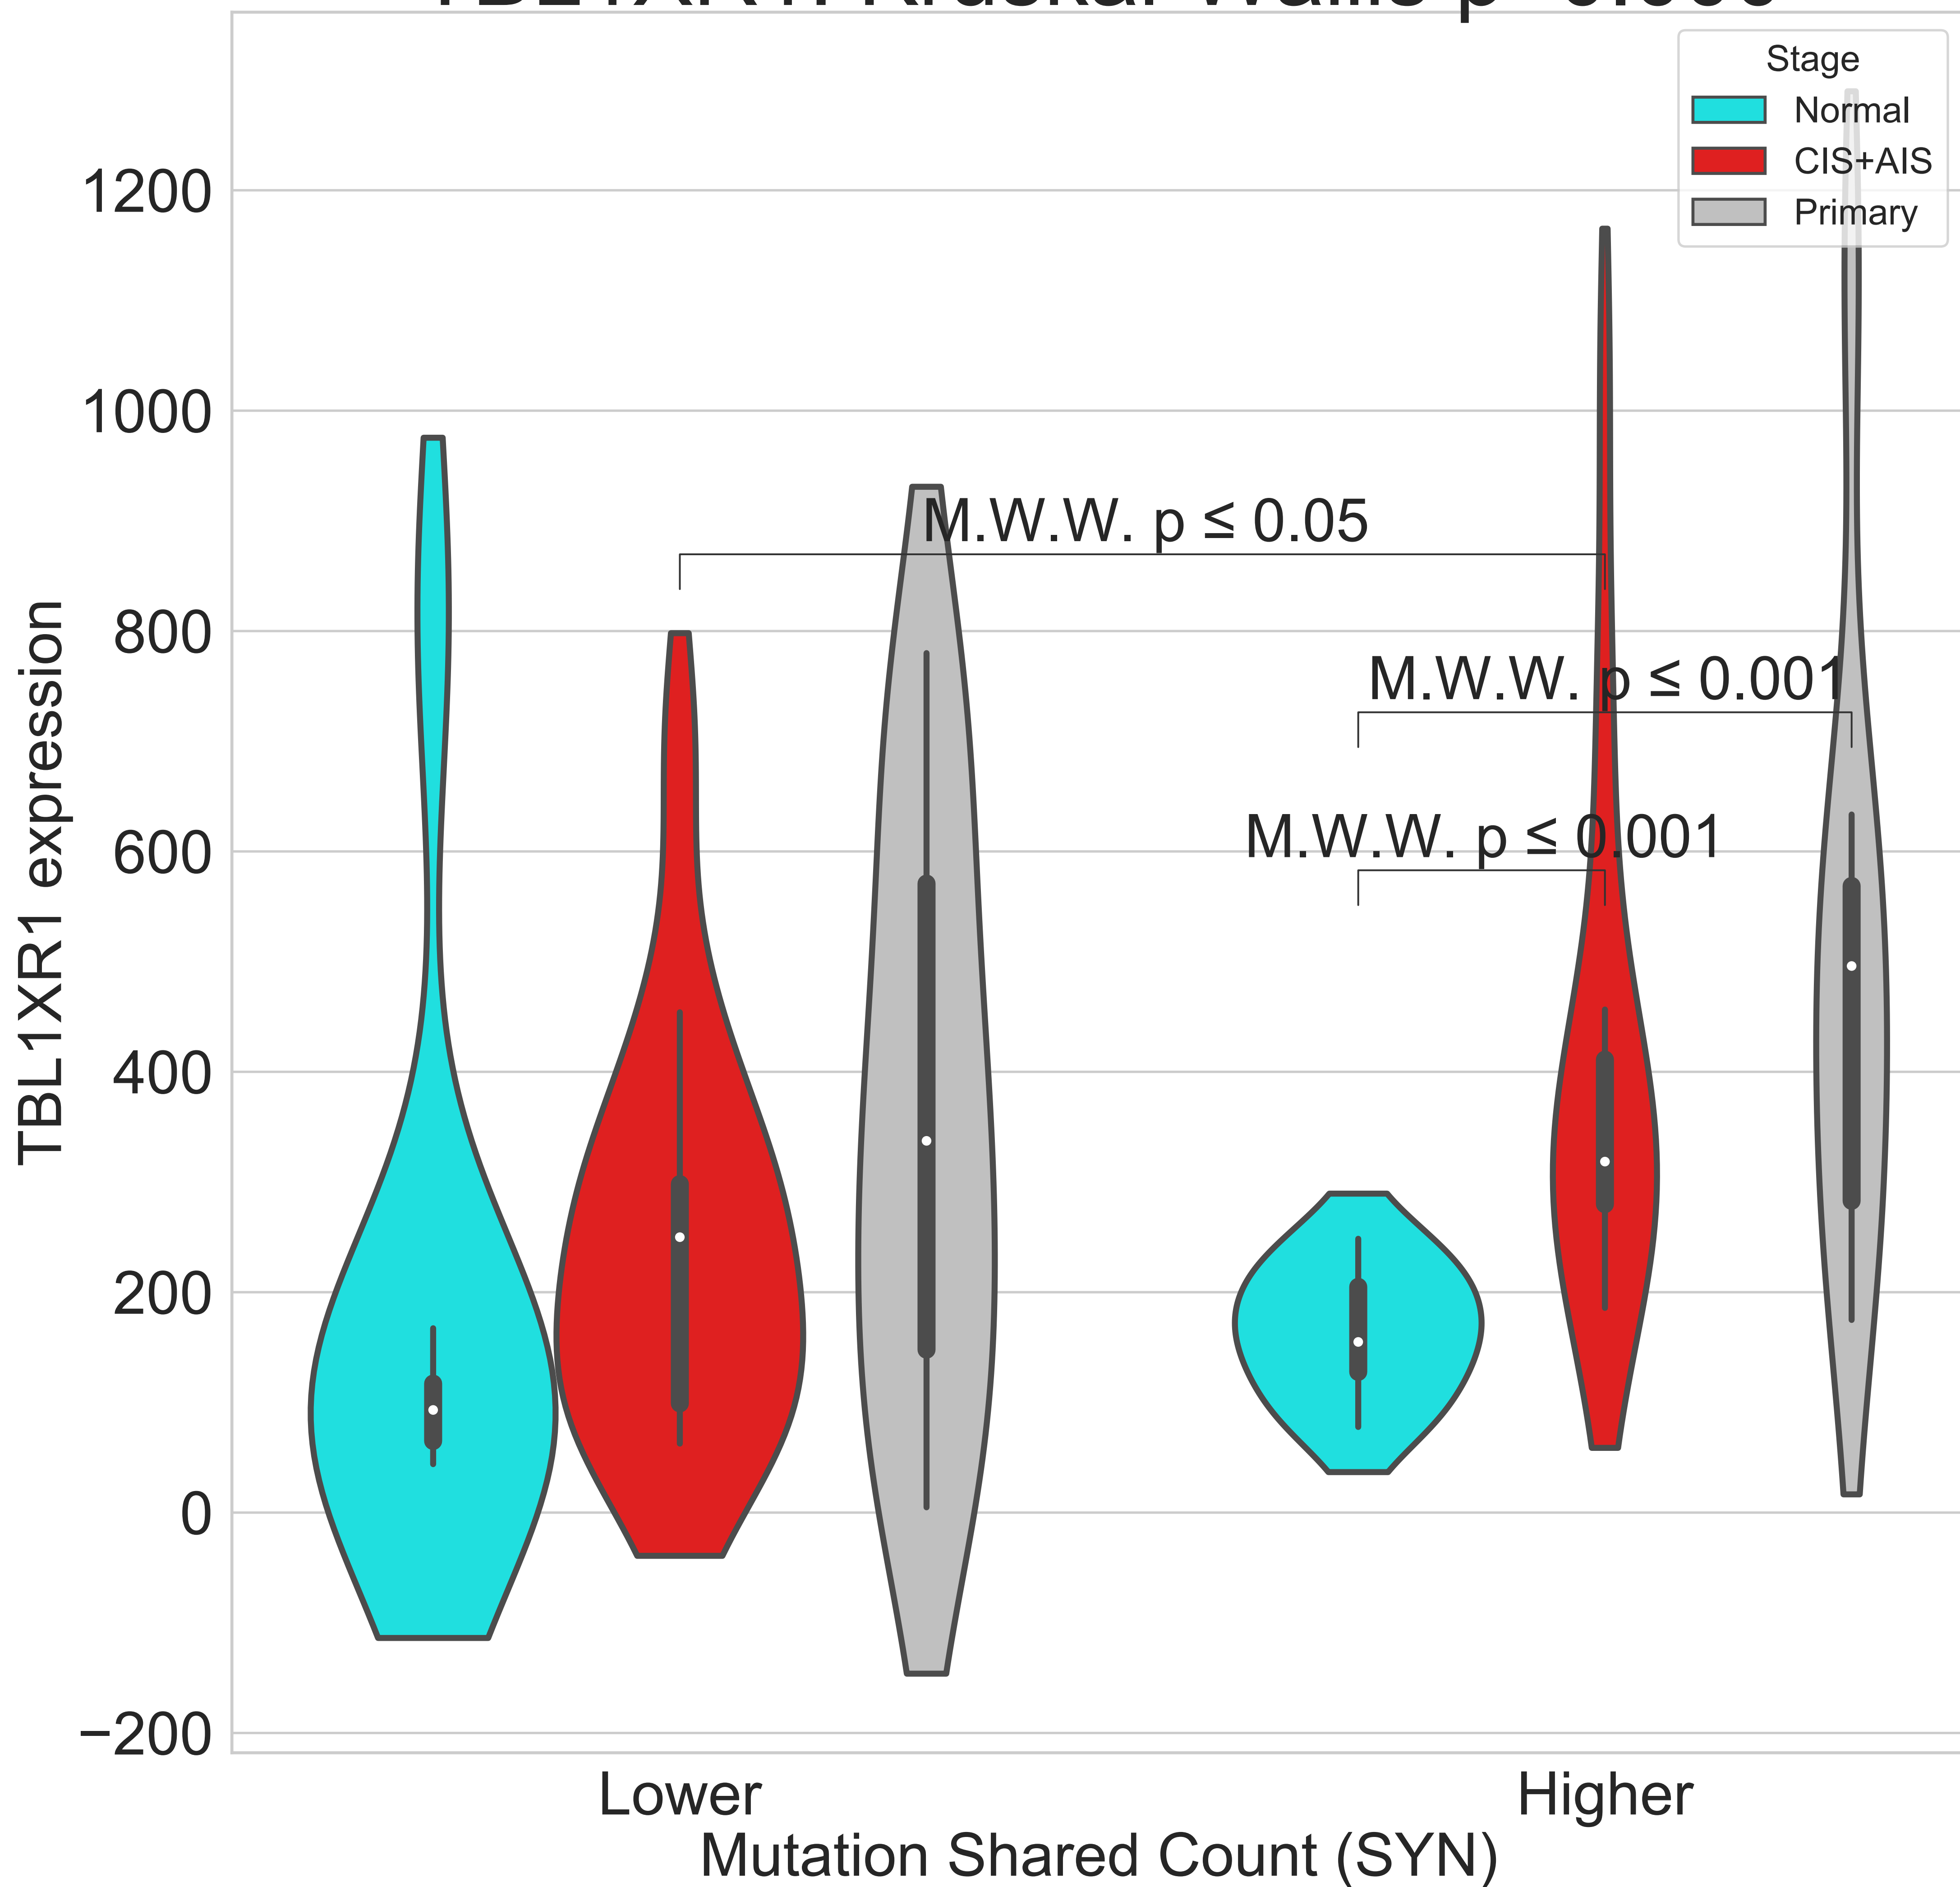 Stage
Normal
CIS+AIS
Primary
1200
1000
800
600
400
200
0
−200
TBL1XR1 expression
M.W.W. p ≤ 0.05
M.W.W. p ≤ 0.001
M.W.W. p ≤ 0.001
Lower
Higher
Mutation Shared Count (SYN)